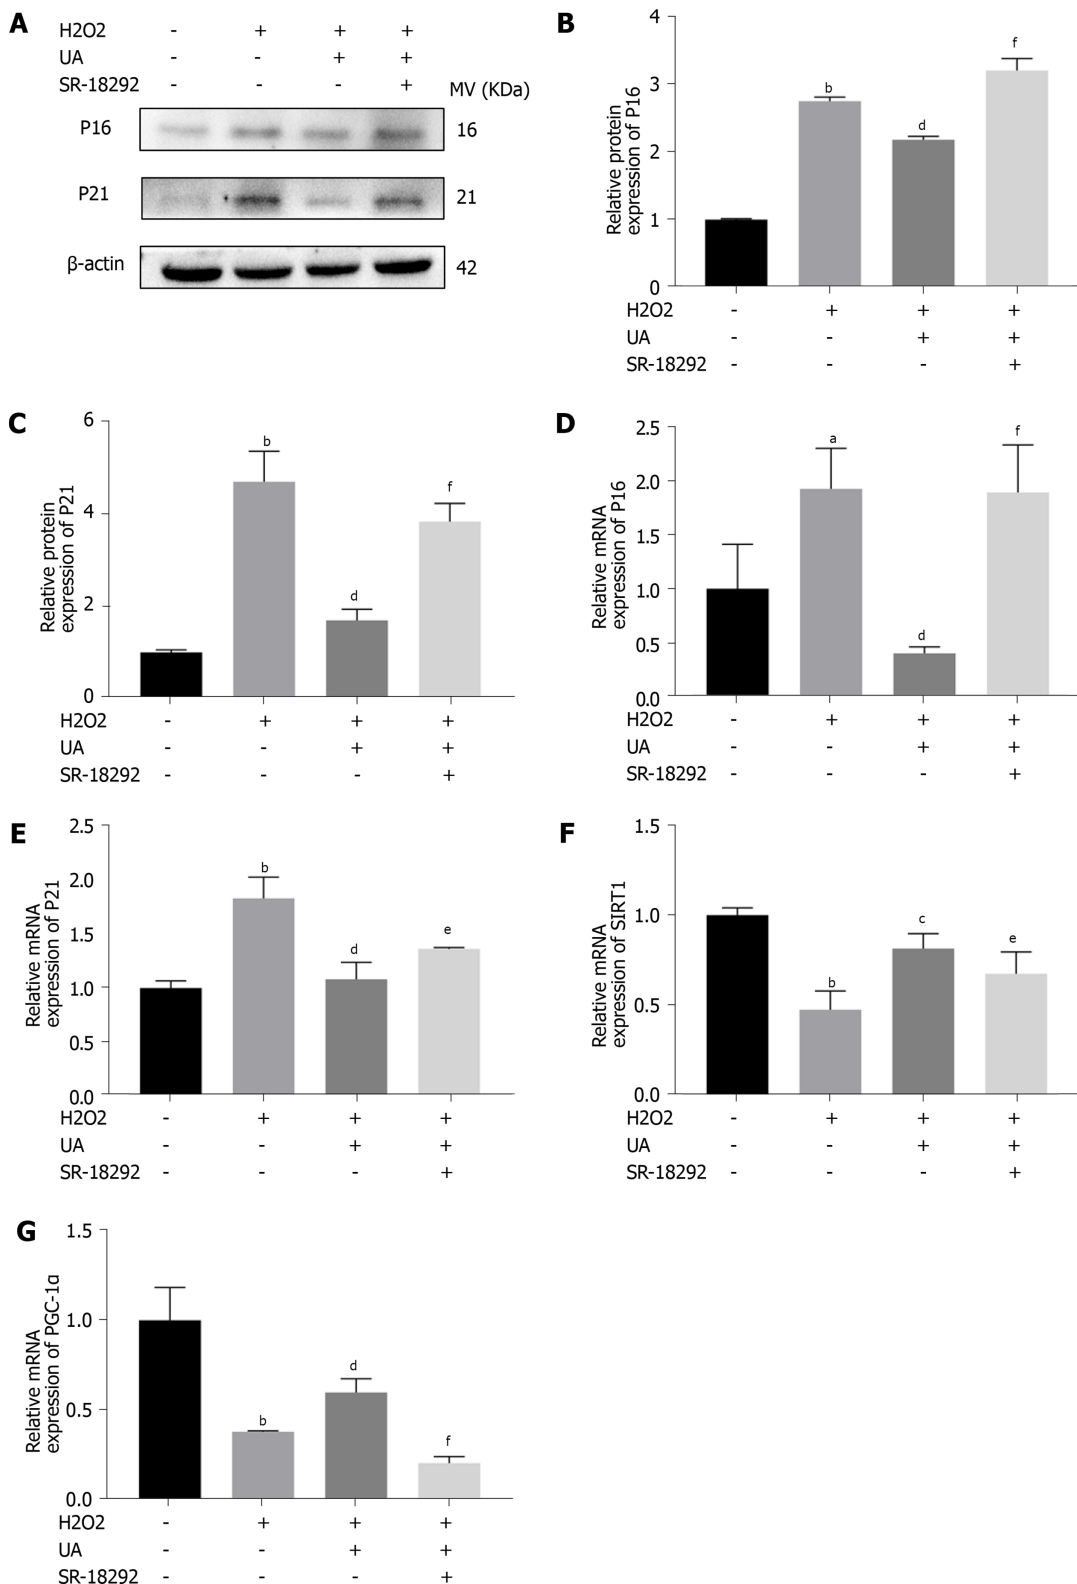 A
H2O2 - + + +
UA - - + +
SR-18292 - - - +
MV (KDa)
P16 16
P21 21
β-actin 42
B
Relative protein
expression of P16
4
3
2
1
0
b
d
f
H2O2 - + + +
UA - - + +
SR-18292 - - - +
C
Relative protein
expression of P21
6
4
2
0
b
d
f
H2O2 - + + +
UA - - + +
SR-18292 - - - +
D
Relative mRNA
expression of P16
2.5
2.0
1.5
1.0
0.5
0.0
a
d
f
H2O2 - + + +
UA - - + +
SR-18292 - - - +
E
Relative mRNA
expression of P21
2.5
2.0
1.5
1.0
0.5
0.0
b
d
e
H2O2 - + + +
UA - - + +
SR-18292 - - - +
F
Relative mRNA
expression of SIRT1
1.5
1.0
0.5
0.0
b
c
e
H2O2 - + + +
UA - - + +
SR-18292 - - - +
G
Relative mRNA
expression of PGC-1α
1.5
1.0
0.5
0.0
b
d
f
H2O2 - + + +
UA - - + +
SR-18292 - - - +